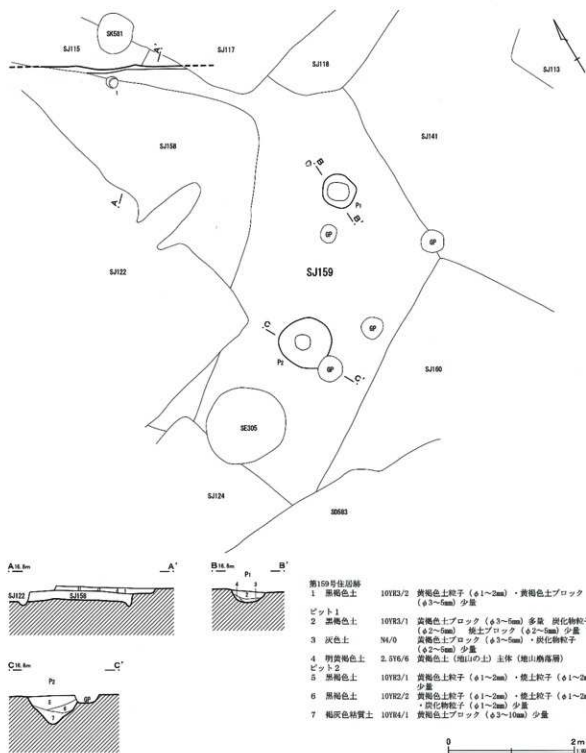 SK581
SJ115
SJ117
A'
SJ118
SJ113
1
SJ158
SJ141
B
P1
B'
A
GP
GP
SJ159
SJ122
C
GP
P2
GP
C'
SJ160
SE305
SJ124
A 16.6m A'
SJ122 SJ158
B 16.6m B'
P1
4 3
2
C 16.6m C'
P2
GP
5
6
7
第159号住居跡
1 黒褐色土 10YR3/2 黄褐色土粒子（φ1～2㎜）・黄褐色土ブロック
（φ3～5㎜）少量
ピット1
2 黒褐色土 10YR3/1 黄褐色土ブロック（φ3～5㎜）多量 炭化物粒子
（φ2～5㎜） 焼土ブロック（φ2～5㎜）少量
3 灰色土 N4/0 黄褐色土ブロック（φ3～5㎜）・炭化物粒子
（φ2～5㎜）少量
4 明黄褐色土 2.5Y6/6 黄褐色土（地山の土）主体（地山崩落層）
ピット2
5 黒褐色土 10YR3/1 黄褐色土粒子（φ1～2㎜）・焼土粒子（φ1～2㎜）
少量
6 黒褐色土 10YR2/2 黄褐色土粒子（φ1～2㎜）・焼土粒子（φ1～2㎜）
・炭化物粒子（φ1～2㎜）少量
7 褐灰色粘質土 10YR4/1 黄褐色土ブロック（φ3～10㎜）少量
0 2m